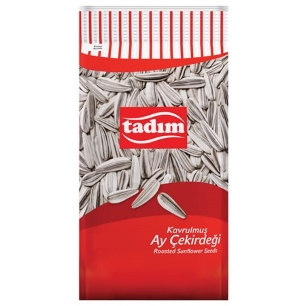 tadım
Kavrulmuş
Ay Çekirdeği
Roasted Sunflower Seeds